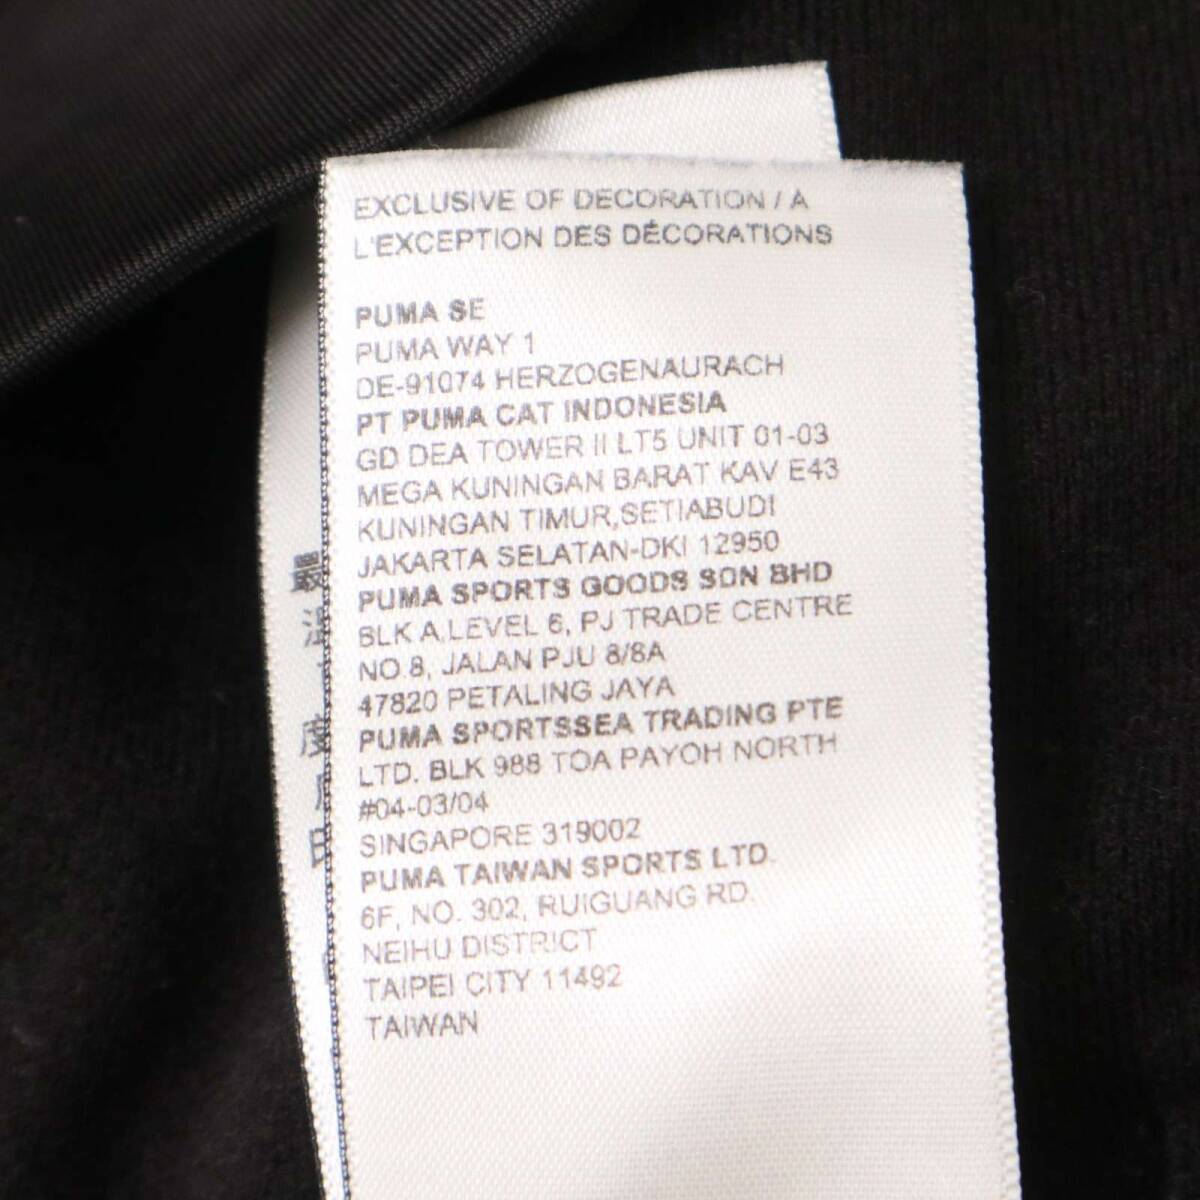 EXCLUSIVE OF DECORATION / À
L'EXCEPTION DES DÉCORATIONS
PUMA SE
PUMA WAY 1
DE-91074 HERZOGENAURACH
PT PUMA CAT INDONESIA
GD DEA TOWER II LT5 UNIT 01-03
MEGA KUNINGAN BARAT KAV E43
KUNINGAN TIMUR,SETIABUDI
JAKARTA SELATAN-DKI 12950
PUMA SPORTS GOODS SDN BHD
BLK A,LEVEL 6, PJ TRADE CENTRE
NO.8, JALAN PJU 8/8A
47820 PETALING JAYA
PUMA SPORTSSEA TRADING PTE
LTD. BLK 988 TOA PAYOH NORTH
#04-03/04
SINGAPORE 319002
PUMA TAIWAN SPORTS LTD.
6F, NO. 302, RUIGUANG RD.
NEIHU DISTRICT
TAIPEI CITY 11492
TAIWAN
最
溫
度